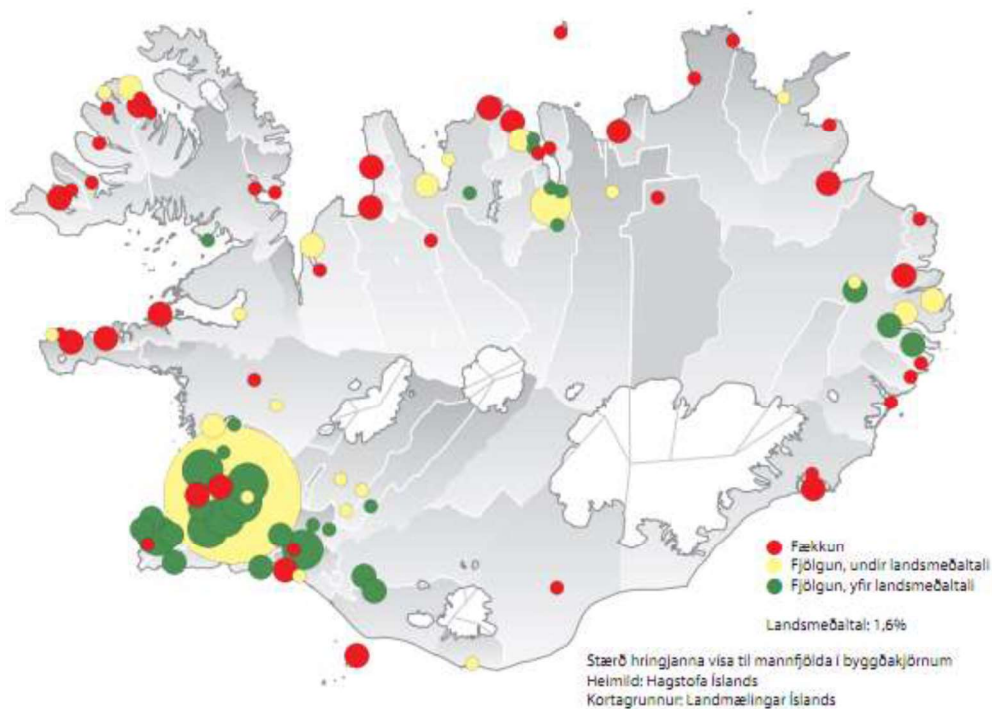 Fækkun
Fjölgun, undir landsmeðaltali
Fjölgun, yfir landsmeðaltali
Landsmeðaltal: 1,6%
Stærð hringjanna vísa til mannfjölda í byggðakjörnum
Heimild: Hagstofa Íslands
Kortagrunnur: Landmælingar Íslands